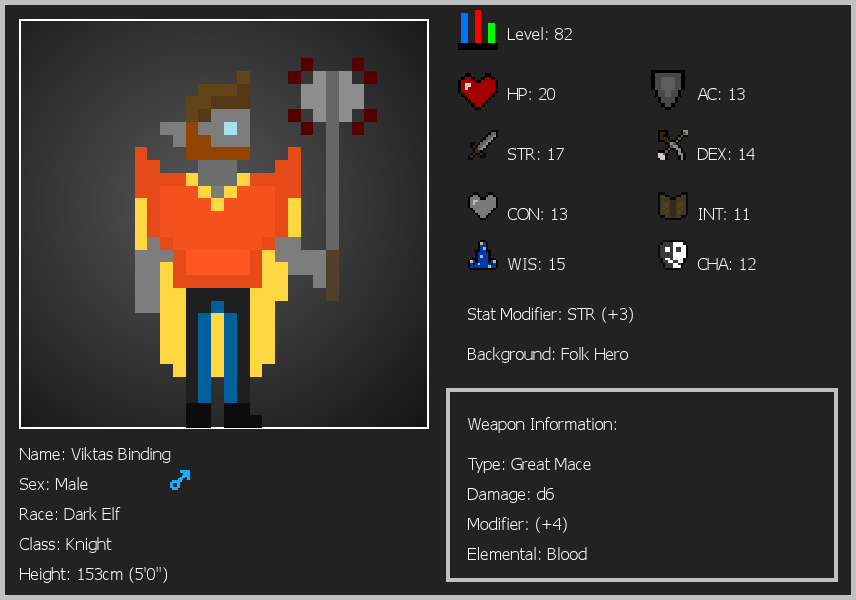 Level: 82
HP: 20
AC: 13
STR: 17
DEX: 14
CON: 13
INT: 11
WIS: 15
CHA: 12
Stat Modifier: STR (+3)
Background: Folk Hero
Weapon Information:
Type: Great Mace
Damage: d6
Modifier: (+4)
Elemental: Blood
Name: Viktas Binding
Sex: Male
Race: Dark Elf
Class: Knight
Height: 153cm (5'0")